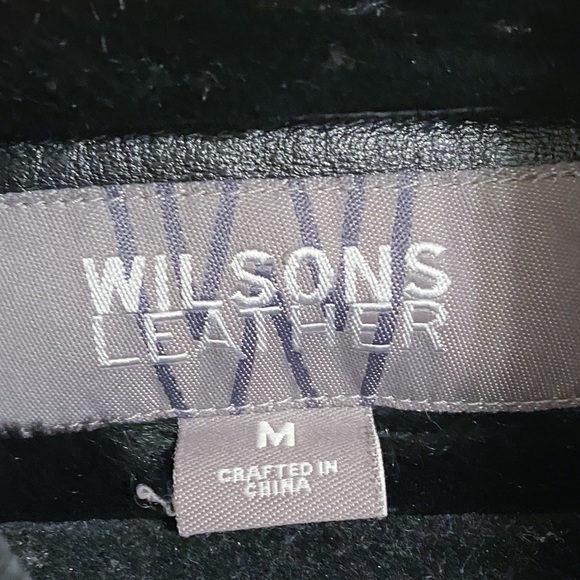 WILSONS
LEATHER
M
CRAFTED IN
CHINA